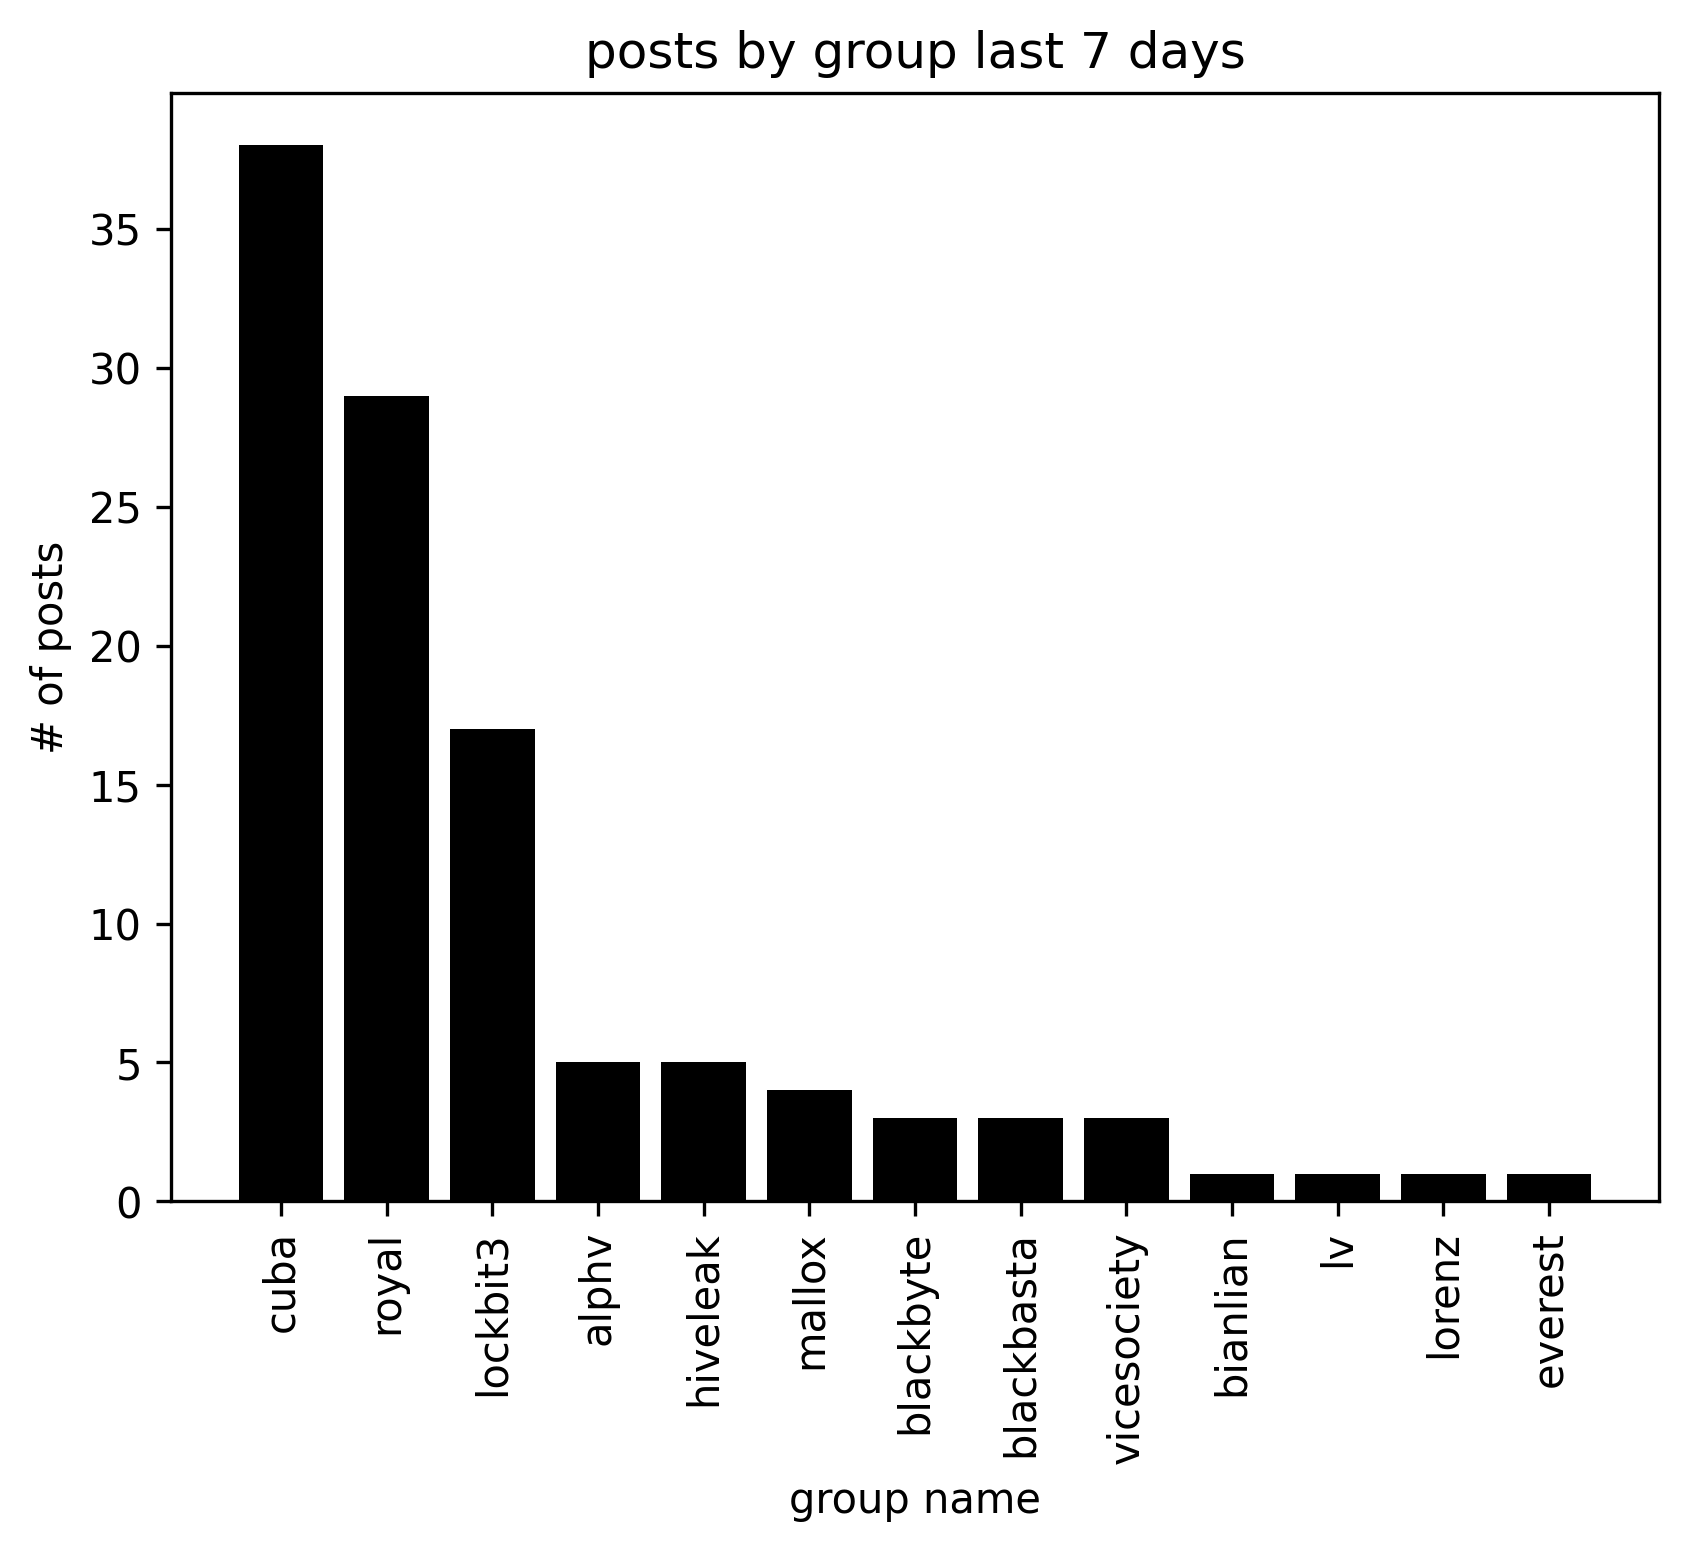 posts by group last 7 days
# of posts
35
30
25
20
15
10
5
0
cuba
royal
lockbit3
alphv
hiveleak
mallox
blackbyte
blackbasta
vicesociety
bianlian
lv
lorenz
everest
group name